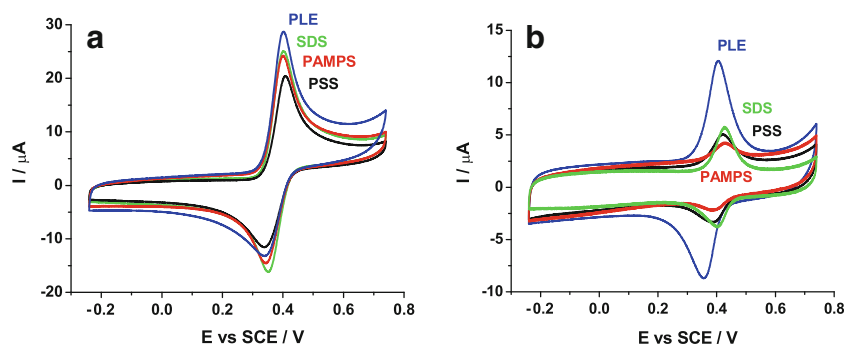 a
PLE
SDS
PAMPS
PSS
30
20
10
0
-10
-20
I / μA
-0.2 0.0 0.2 0.4 0.6 0.8
E vs SCE / V
b
PLE
SDS
PSS
PAMPS
15
10
5
0
-5
-10
I / μA
-0.2 0.0 0.2 0.4 0.6 0.8
E vs SCE / V